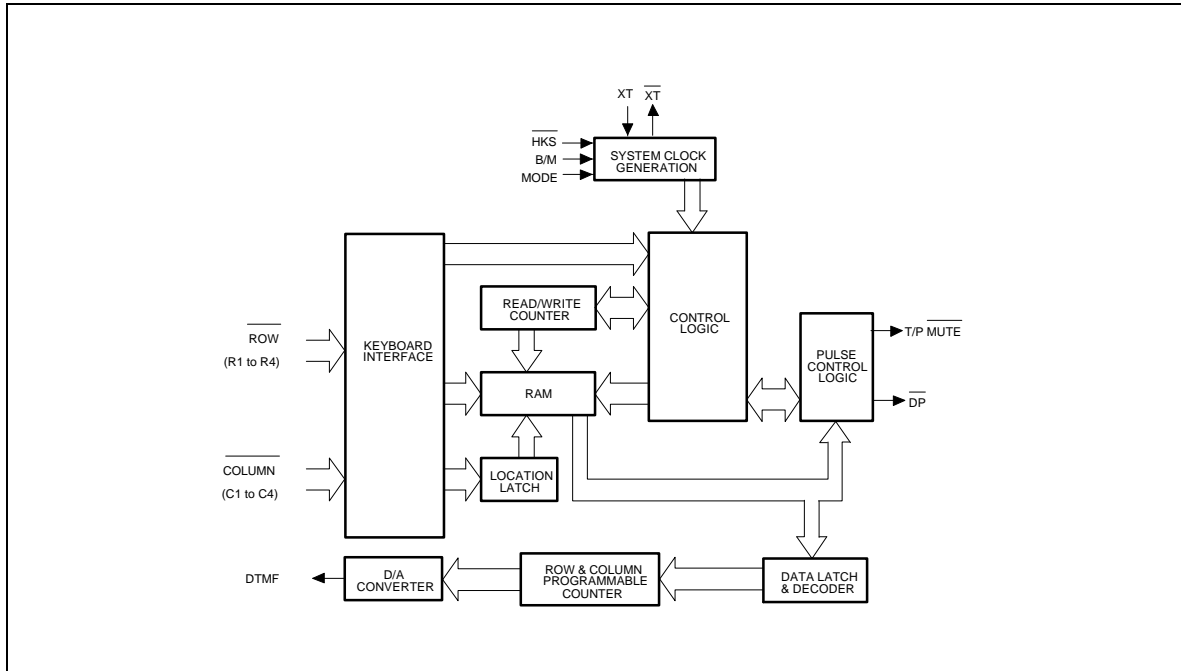 XT XT
HKS
B/M
MODE
SYSTEM CLOCK
GENERATION
KEYBOARD
INTERFACE
READ/WRITE
COUNTER
CONTROL
LOGIC
ROW
(R1 to R4)
RAM
PULSE
CONTROL
LOGIC
T/P MUTE
DP
COLUMN
(C1 to C4)
LOCATION
LATCH
DTMF
D/A
CONVERTER
ROW & COLUMN
PROGRAMMABLE
COUNTER
DATA LATCH
& DECODER